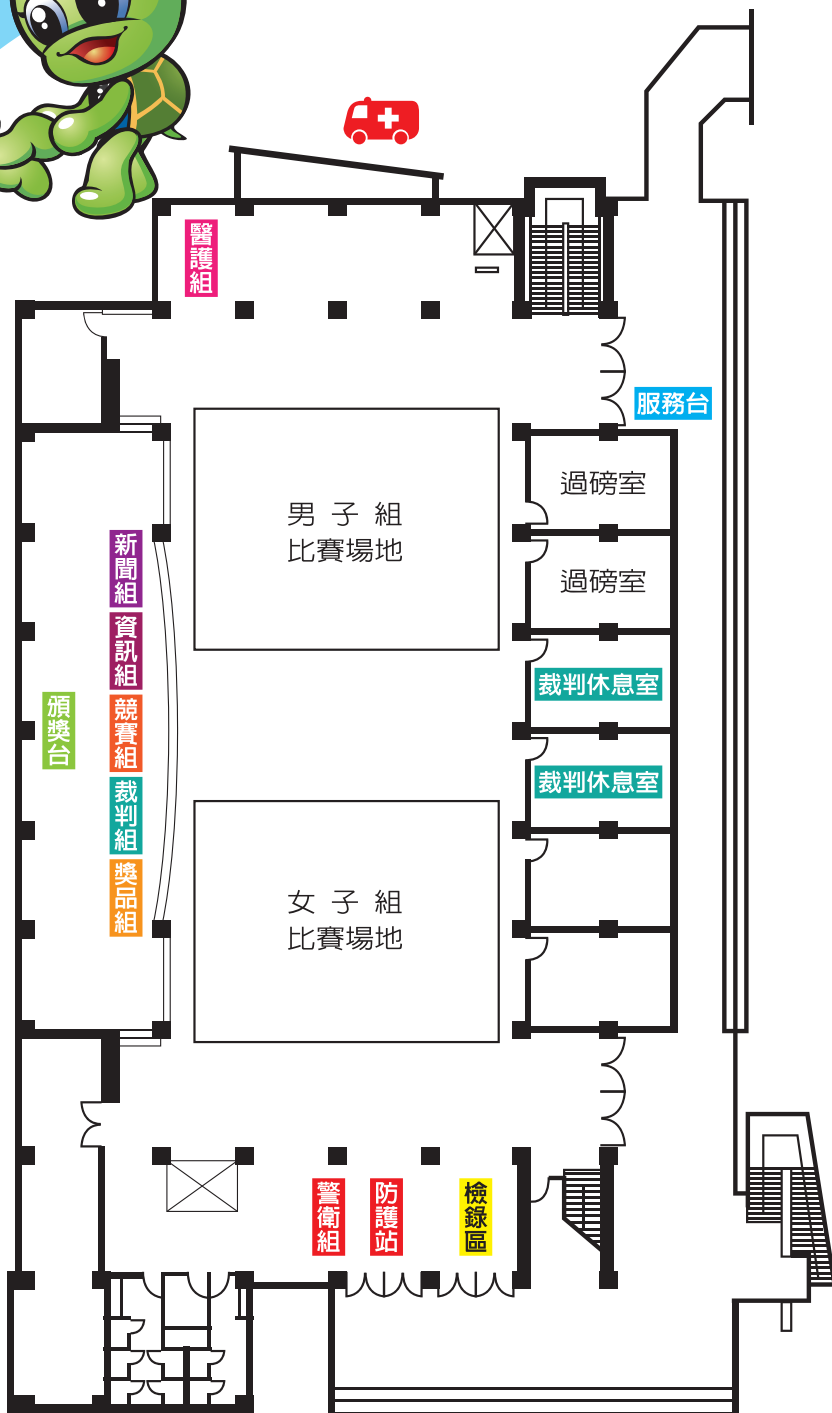 醫護組
服務台
過磅室
男子組
比賽場地
過磅室
新聞組
資訊組
競賽組
裁判組
獎品組
頒獎台
裁判休息室
裁判休息室
女子組
比賽場地
警衛組
防護站
檢錄區